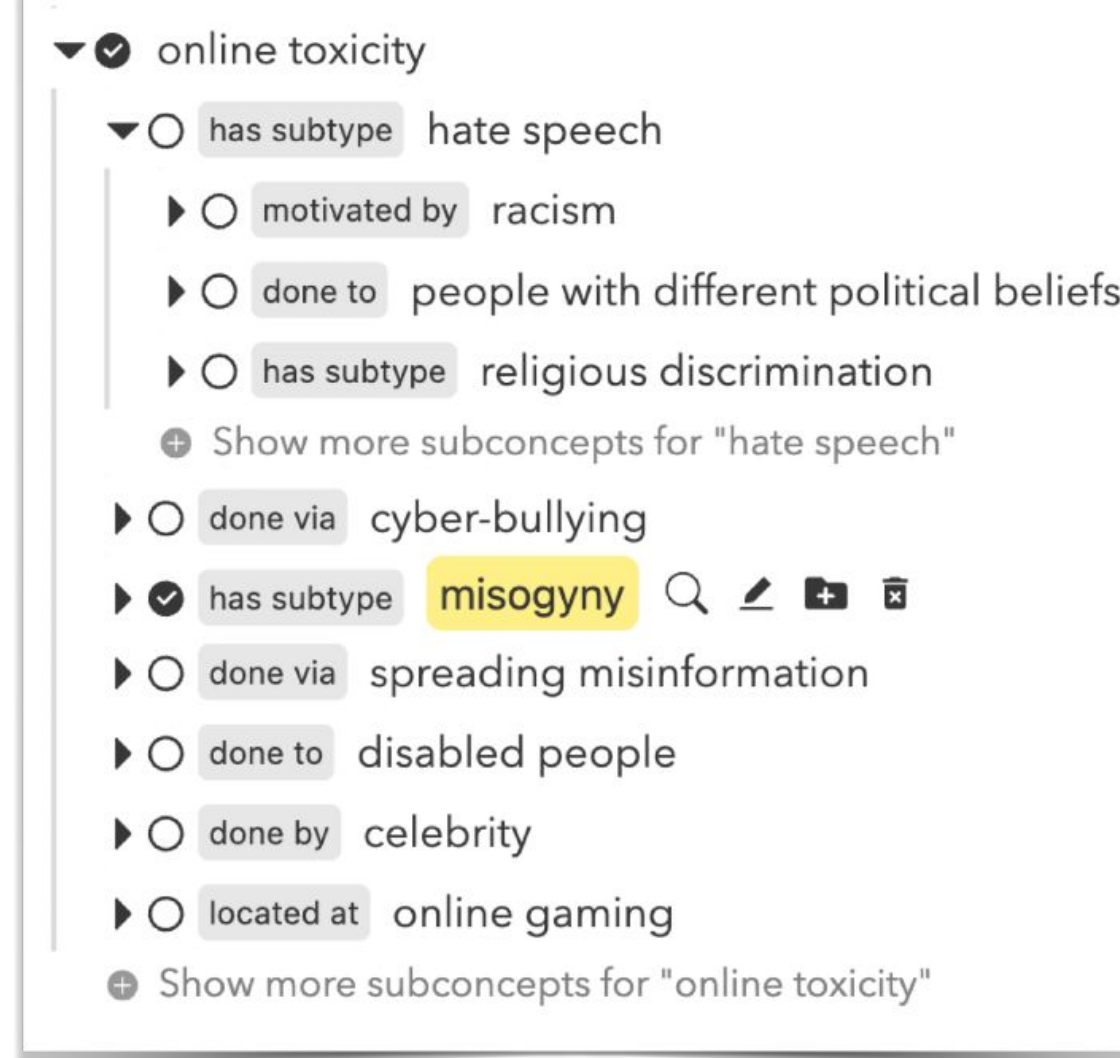 online toxicity
has subtype hate speech
motivated by racism
done to people with different political beliefs
has subtype religious discrimination
Show more subconcepts for "hate speech"
done via cyber-bullying
has subtype misogyny
done via spreading misinformation
done to disabled people
done by celebrity
located at online gaming
Show more subconcepts for "online toxicity"